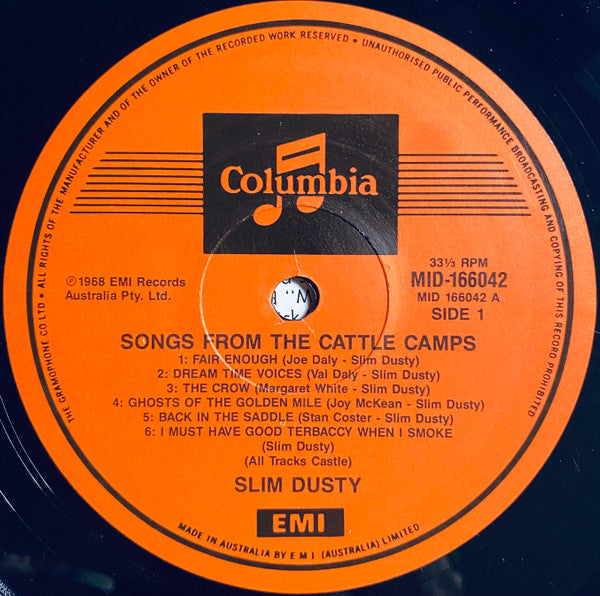 • ALL RIGHTS OF THE MANUFACTURER AND OF THE OWNER OF THE RECORDED WORK RESERVED • UNAUTHORISED PUBLIC PERFORMANCE BROADCASTING AND COPYING OF THIS RECORD PROHIBITED
THE GRAMOPHONE CO LTD
Columbia
℗1968 EMI Records
Australia Pty. Ltd.
33⅓ RPM
MID-166042
MID 166042 A
SIDE 1
SONGS FROM THE CATTLE CAMPS
1: FAIR ENOUGH (Joe Daly - Slim Dusty)
2: DREAM TIME VOICES (Val Daly - Slim Dusty)
3: THE CROW (Margaret White - Slim Dusty)
4: GHOSTS OF THE GOLDEN MILE (Joy McKean - Slim Dusty)
5: BACK IN THE SADDLE (Stan Coster - Slim Dusty)
6: I MUST HAVE GOOD TERBACCY WHEN I SMOKE
(Slim Dusty)
(All Tracks Castle)
SLIM DUSTY
EMI
MADE IN AUSTRALIA BY E M I (AUSTRALIA) LIMITED